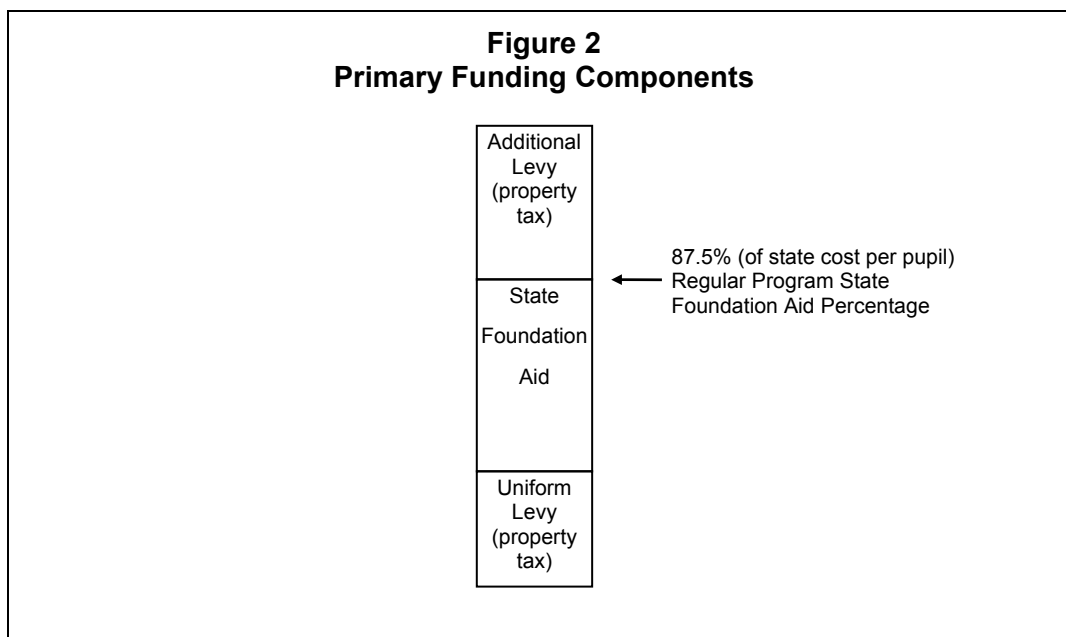 Figure 2
Primary Funding Components
Additional
Levy
(property
tax)
87.5% (of state cost per pupil)
Regular Program State
Foundation Aid Percentage
State
Foundation
Aid
Uniform
Levy
(property
tax)